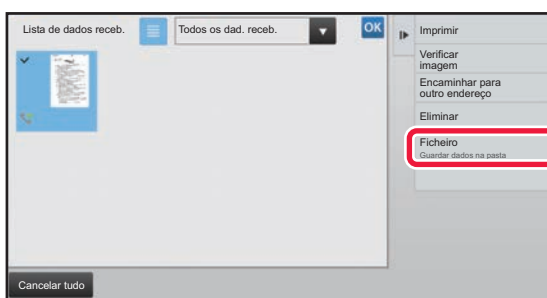 Lista de dados receb.
Todos os dad. receb.
OK
Imprimir
Verificar
imagem
Encaminhar para
outro endereço
Eliminar
Ficheiro
Guardar dados na pasta
Cancelar tudo